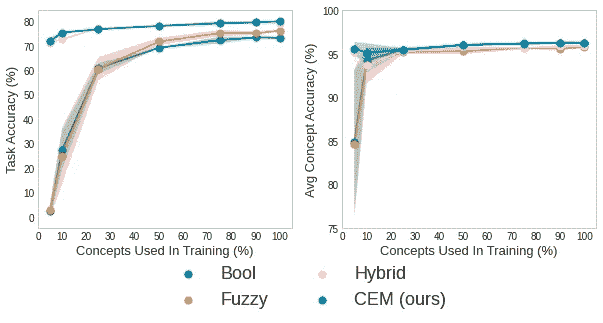 80
70
60
50
40
30
20
10
0
Task Accuracy (%)
0 10 20 30 40 50 60 70 80 90 100
Concepts Used In Training (%)
100
95
90
85
80
75
Avg Concept Accuracy (%)
0 10 20 30 40 50 60 70 80 90 100
Concepts Used In Training (%)
Bool
Hybrid
Fuzzy
CEM (ours)